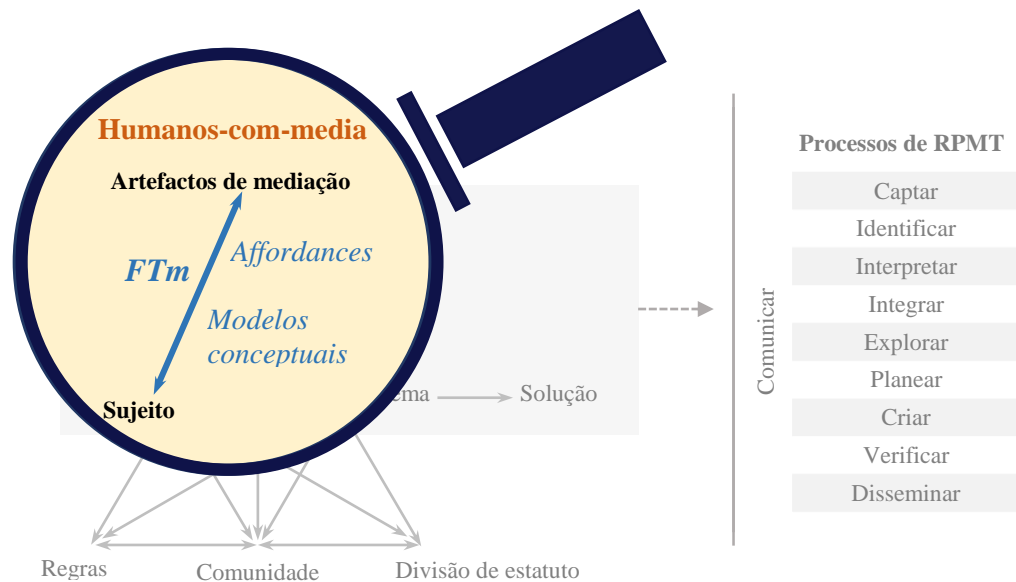 Humanos-com-media
Artefactos de mediação
FTm
Affordances
Modelos
conceptuais
Sujeito
ema
Solução
Regras
Comunidade
Divisão de estatuto
Comunicar
Processos de RPMT
Captar
Identificar
Interpretar
Integrar
Explorar
Planear
Criar
Verificar
Disseminar